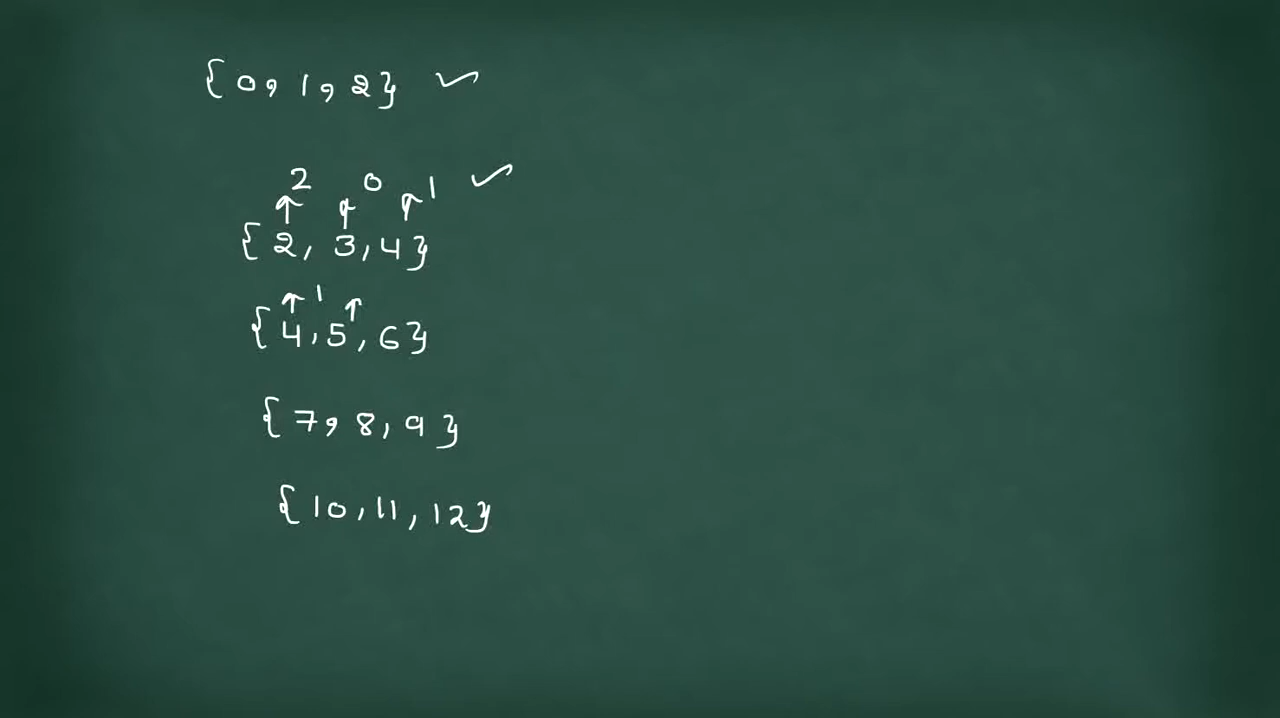 {0, 1, 2} ✓
2 0 1 ✓
↑ ↑ ↑
{2, 3, 4}
↑ 1 ↑
{4, 5, 6}
{7, 8, 9}
{10, 11, 12}